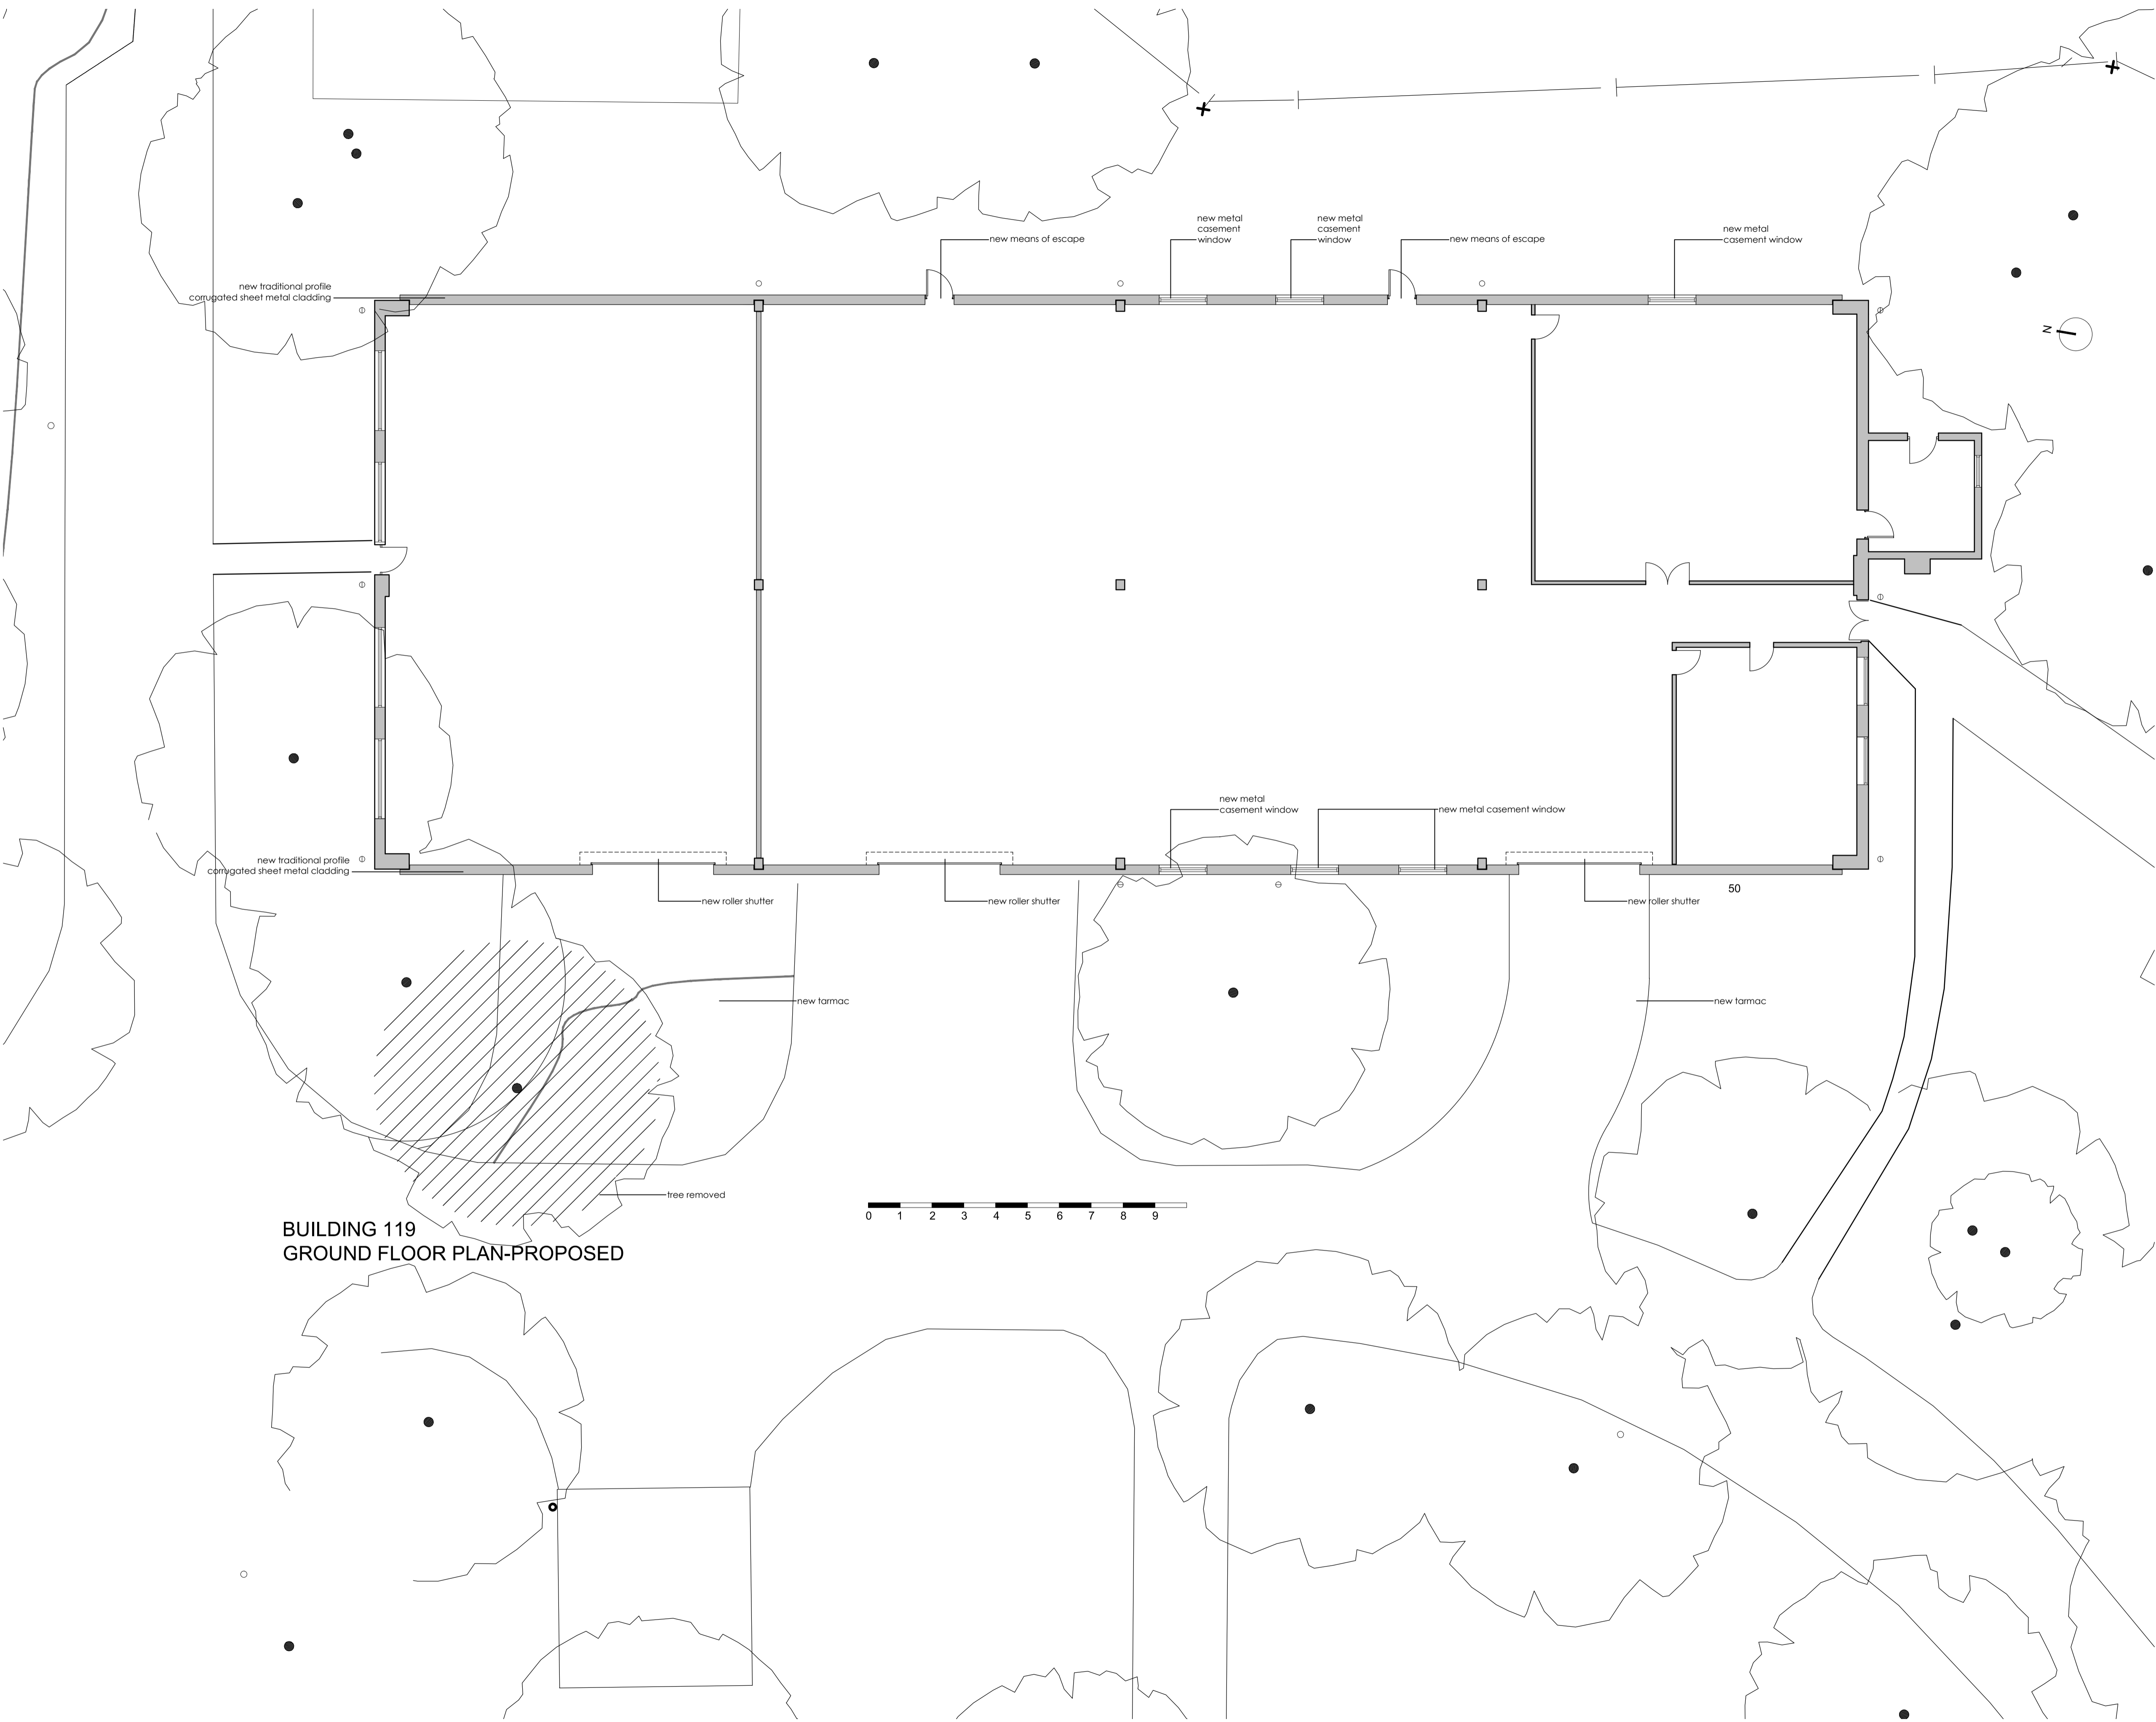 new metal
casement
window
new metal
casement
window
new means of escape
new means of escape
new metal
casement window
new traditional profile
corrugated sheet metal cladding
N
new metal
casement window
new metal casement window
new traditional profile
corrugated sheet metal cladding
50
new roller shutter
new roller shutter
new roller shutter
new tarmac
new tarmac
tree removed
0 1 2 3 4 5 6 7 8 9
BUILDING 119
GROUND FLOOR PLAN-PROPOSED